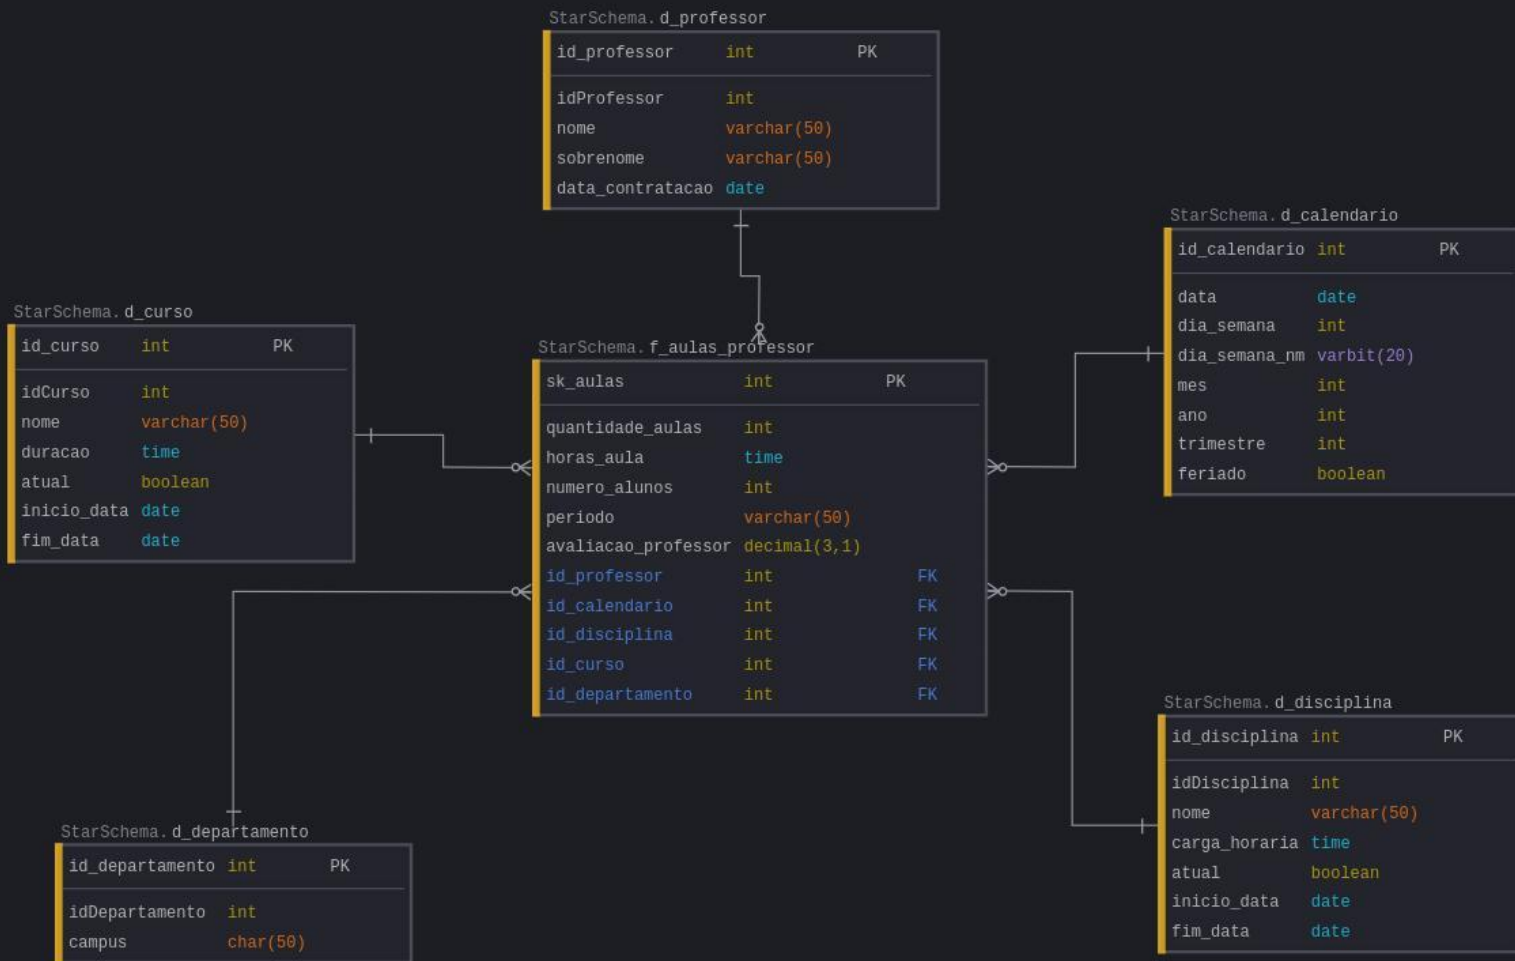 StarSchema.d_professor
id_professor int PK
idProfessor int
nome varchar(50)
sobrenome varchar(50)
data_contratacao date
StarSchema.d_calendario
id_calendario int PK
data date
dia_semana int
dia_semana_nm varbit(20)
mes int
ano int
trimestre int
feriado boolean
StarSchema.d_curso
id_curso int PK
idCurso int
nome varchar(50)
duracao time
atual boolean
inicio_data date
fim_data date
StarSchema.f_aulas_professor
sk_aulas int PK
quantidade_aulas int
horas_aula time
numero_alunos int
periodo varchar(50)
avaliacao_professor decimal(3,1)
id_professor int FK
id_calendario int FK
id_disciplina int FK
id_curso int FK
id_departamento int FK
StarSchema.d_disciplina
id_disciplina int PK
idDisciplina int
nome varchar(50)
carga_horaria time
atual boolean
inicio_data date
fim_data date
StarSchema.d_departamento
id_departamento int PK
idDepartamento int
campus char(50)